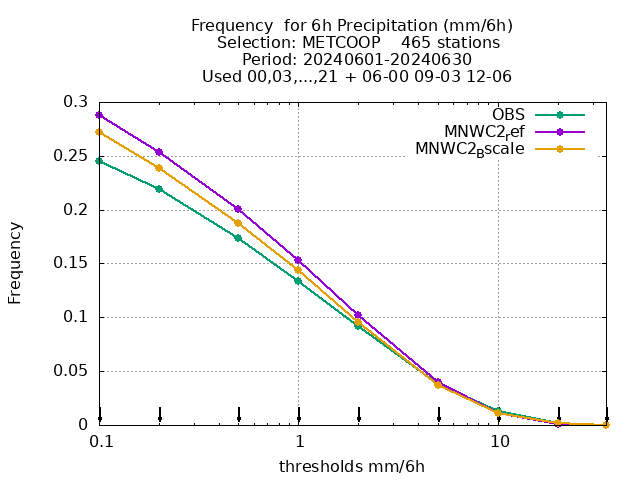 Frequency  for 6h Precipitation (mm/6h)
Selection: METCOOP    465 stations
Period: 20240601-20240630
Used 00,03,...,21 + 06-00 09-03 12-06
OBS
MNWC2ref
MNWC2Bscale
0.3
0.25
0.2
0.15
0.1
0.05
0
Frequency
0.1 1 10
thresholds mm/6h